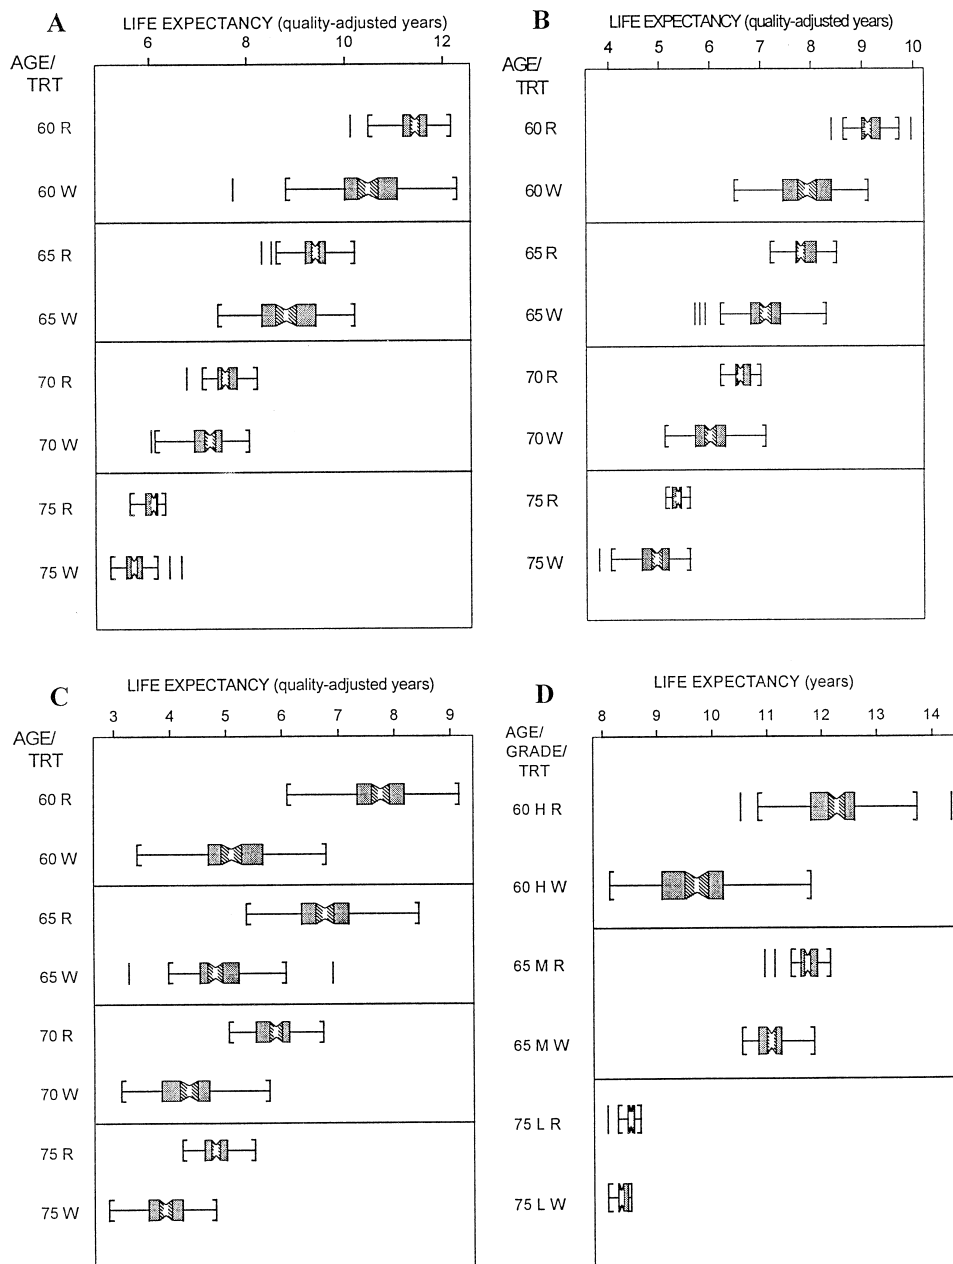 A
LIFE EXPECTANCY (quality-adjusted years)
6 8 10 12
AGE/
TRT
60 R
60 W
65 R
65 W
70 R
70 W
75 R
75 W
B
LIFE EXPECTANCY (quality-adjusted years)
4 5 6 7 8 9 10
AGE/
TRT
60 R
60 W
65 R
65 W
70 R
70 W
75 R
75 W
C
LIFE EXPECTANCY (quality-adjusted years)
3 4 5 6 7 8 9
AGE/
TRT
60 R
60 W
65 R
65 W
70 R
70 W
75 R
75 W
D
LIFE EXPECTANCY (years)
8 9 10 11 12 13 14
AGE/
GRADE/
TRT
60 H R
60 H W
65 M R
65 M W
75 L R
75 L W